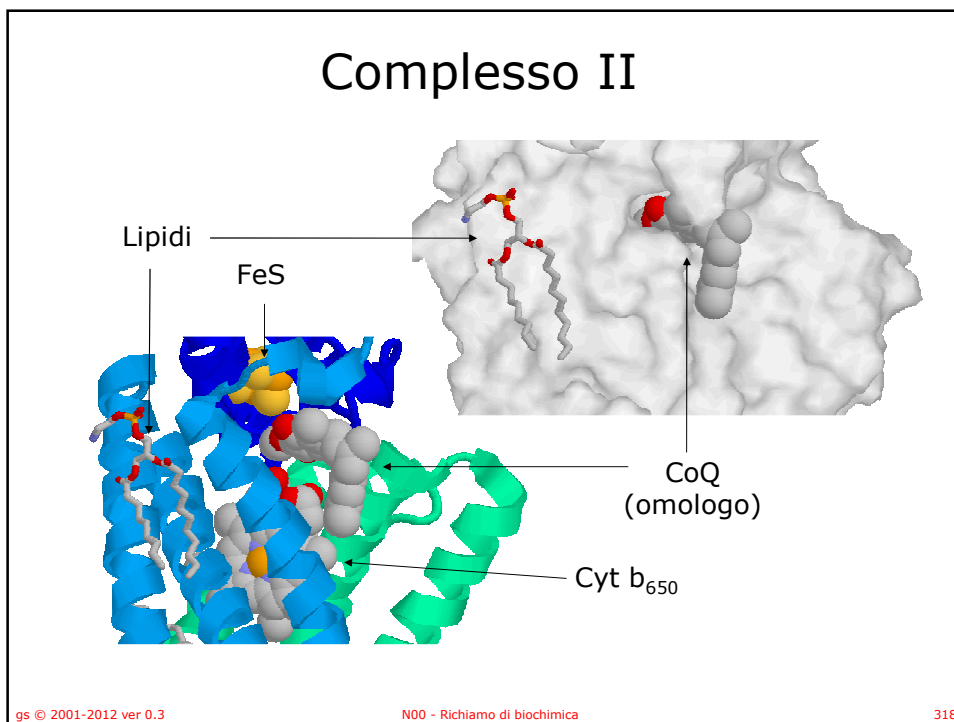 Complesso II
Lipidi
FeS
CoQ
(omologo)
Cyt b650
gs © 2001-2012 ver 0.3
N00 - Richiamo di biochimica
318